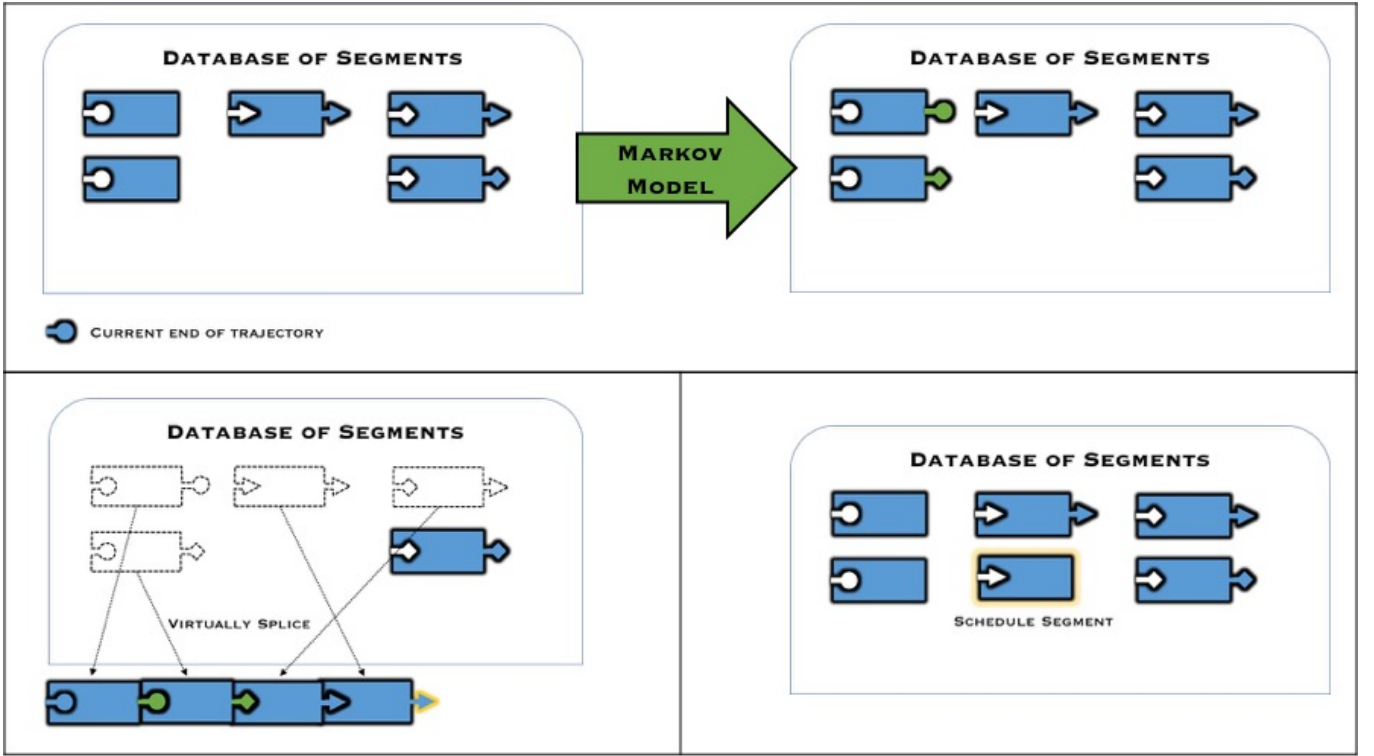 DATABASE OF SEGMENTS
DATABASE OF SEGMENTS
MARKOV
MODEL
CURRENT END OF TRAJECTORY
DATABASE OF SEGMENTS
VIRTUALLY SPLICE
DATABASE OF SEGMENTS
SCHEDULE SEGMENT